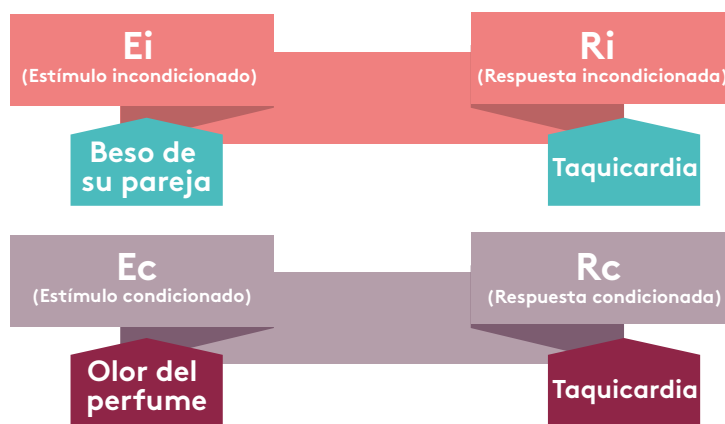 Ei
(Estímulo incondicionado)
Ri
(Respuesta incondicionada)
Beso de
su pareja
Taquicardia
Ec
(Estímulo condicionado)
Rc
(Respuesta condicionada)
Olor del
perfume
Taquicardia